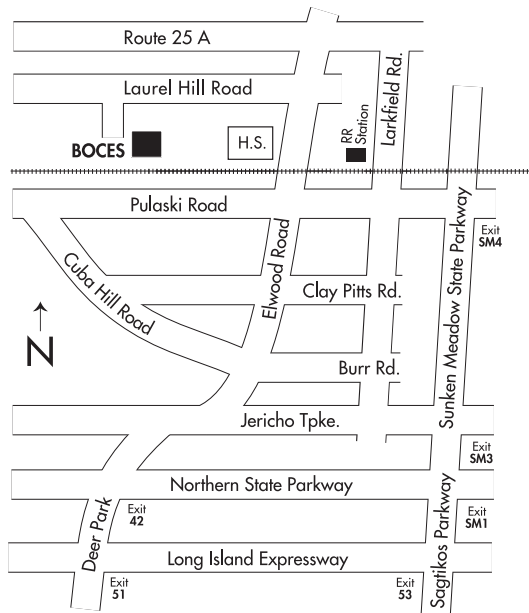 Route 25 A
Laurel Hill Road
Larkfield Rd.
BOCES
H.S.
RR
Station
Pulaski Road
Exit
SM4
Cuba Hill Road
Elwood Road
Clay Pitts Rd.
Sunken Meadow State Parkway
N
Burr Rd.
Jericho Tpke.
Exit
SM3
Northern State Parkway
Deer Park
Exit
42
Sagtikos Parkway
Exit
SM1
Long Island Expressway
Exit
51
Exit
53